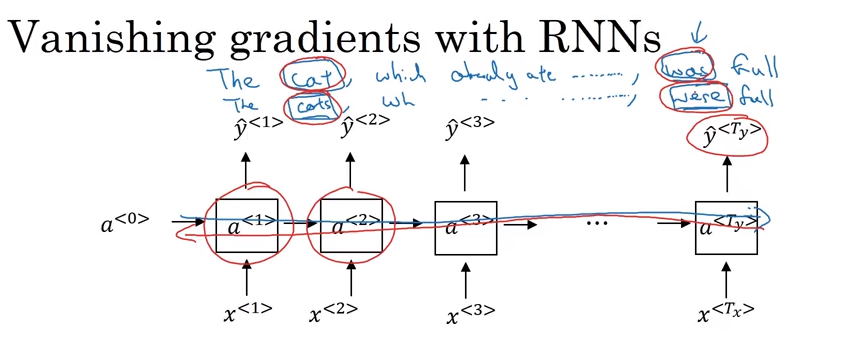 Vanishing gradients with RNNs
The cat, which already ate ........, was full
The cats, wh ... ......, were full
ŷ<1> ŷ<2> ŷ<3> ŷ<Ty>
a<0> a<1> a<2> a<3> ... a<Ty>
x<1> x<2> x<3> x<Tx>